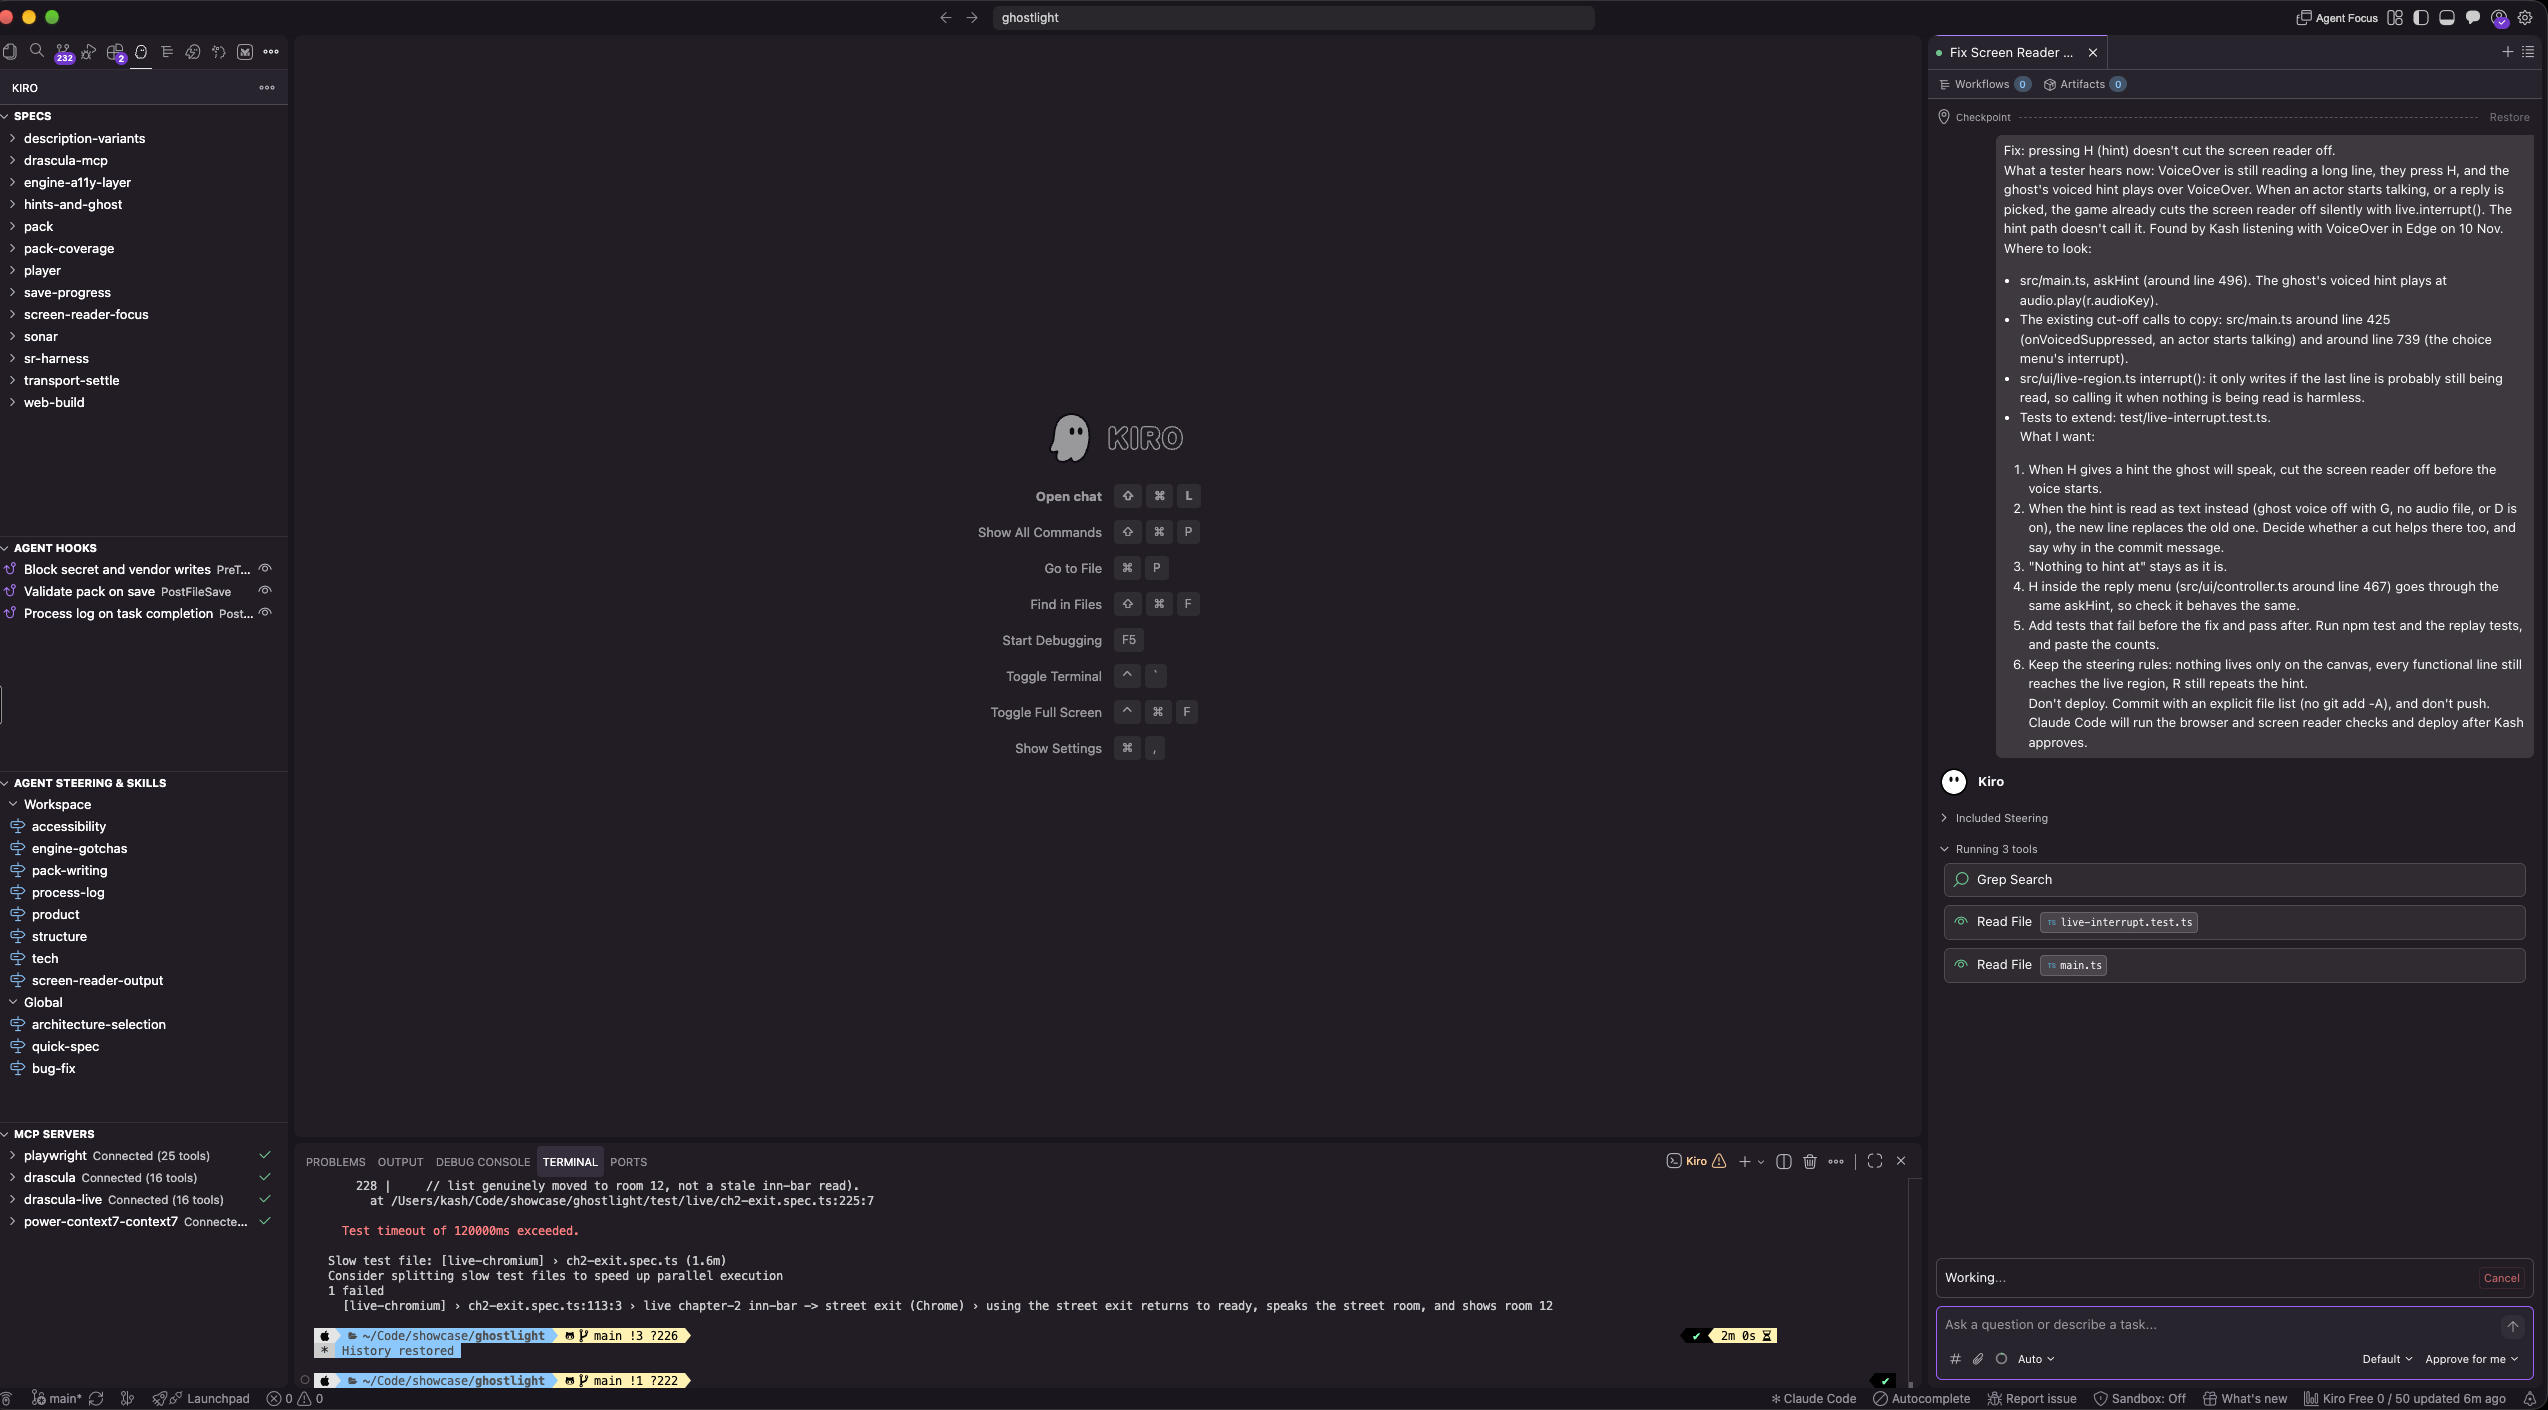 ghostlight
Agent Focus
232
2
KIRO
SPECS
description-variants
drascula-mcp
engine-a11y-layer
hints-and-ghost
pack
pack-coverage
player
save-progress
screen-reader-focus
sonar
sr-harness
transport-settle
web-build
AGENT HOOKS
Block secret and vendor writes PreT...
Validate pack on save PostFileSave
Process log on task completion Post...
AGENT STEERING & SKILLS
Workspace
accessibility
engine-gotchas
pack-writing
process-log
product
structure
tech
screen-reader-output
Global
architecture-selection
quick-spec
bug-fix
MCP SERVERS
playwright Connected (25 tools)
drascula Connected (16 tools)
drascula-live Connected (16 tools)
power-context7-context7 Connecte...
KIRO
Open chat ⇧ ⌘ L
Show All Commands ⇧ ⌘ P
Go to File ⌘ P
Find in Files ⇧ ⌘ F
Start Debugging F5
Toggle Terminal ^ `
Toggle Full Screen ^ ⌘ F
Show Settings ⌘ ,
PROBLEMS OUTPUT DEBUG CONSOLE TERMINAL PORTS
Kiro
228 | // list genuinely moved to room 12, not a stale inn-bar read).
at /Users/kash/Code/showcase/ghostlight/test/live/ch2-exit.spec.ts:225:7
Test timeout of 120000ms exceeded.
Slow test file: [live-chromium] › ch2-exit.spec.ts (1.6m)
Consider splitting slow test files to speed up parallel execution
1 failed
[live-chromium] › ch2-exit.spec.ts:113:3 › live chapter-2 inn-bar -> street exit (Chrome) › using the street exit returns to ready, speaks the street room, and shows room 12
~/Code/showcase/ghostlight main !3 ?226 ✔ 2m 0s
* History restored
~/Code/showcase/ghostlight main !1 ?222 ✔
Fix Screen Reader ...
Workflows 0 Artifacts 0
Checkpoint Restore
Fix: pressing H (hint) doesn't cut the screen reader off.
What a tester hears now: VoiceOver is still reading a long line, they press H, and the
ghost's voiced hint plays over VoiceOver. When an actor starts talking, or a reply is
picked, the game already cuts the screen reader off silently with live.interrupt(). The
hint path doesn't call it. Found by Kash listening with VoiceOver in Edge on 10 Nov.
Where to look:
• src/main.ts, askHint (around line 496). The ghost's voiced hint plays at
audio.play(r.audioKey).
• The existing cut-off calls to copy: src/main.ts around line 425
(onVoicedSuppressed, an actor starts talking) and around line 739 (the choice
menu's interrupt).
• src/ui/live-region.ts interrupt(): it only writes if the last line is probably still being
read, so calling it when nothing is being read is harmless.
• Tests to extend: test/live-interrupt.test.ts.
What I want:
1. When H gives a hint the ghost will speak, cut the screen reader off before the
voice starts.
2. When the hint is read as text instead (ghost voice off with G, no audio file, or D is
on), the new line replaces the old one. Decide whether a cut helps there too, and
say why in the commit message.
3. "Nothing to hint at" stays as it is.
4. H inside the reply menu (src/ui/controller.ts around line 467) goes through the
same askHint, so check it behaves the same.
5. Add tests that fail before the fix and pass after. Run npm test and the replay tests,
and paste the counts.
6. Keep the steering rules: nothing lives only on the canvas, every functional line still
reaches the live region, R still repeats the hint.
Don't deploy. Commit with an explicit file list (no git add -A), and don't push.
Claude Code will run the browser and screen reader checks and deploy after Kash
approves.
Kiro
Included Steering
Running 3 tools
Grep Search
Read File TS live-interrupt.test.ts
Read File TS main.ts
Working... Cancel
Ask a question or describe a task...
# Auto Default Approve for me
main* Launchpad 0 0 Claude Code Autocomplete Report issue Sandbox: Off What's new Kiro Free 0 / 50 updated 6m ago